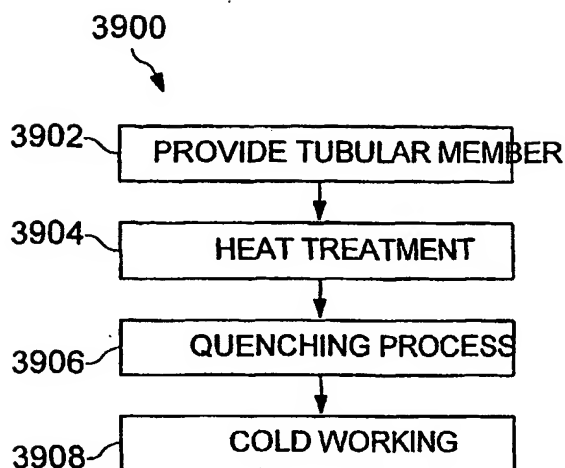 3900
3902
PROVIDE TUBULAR MEMBER
3904
HEAT TREATMENT
3906
QUENCHING PROCESS
3908
COLD WORKING